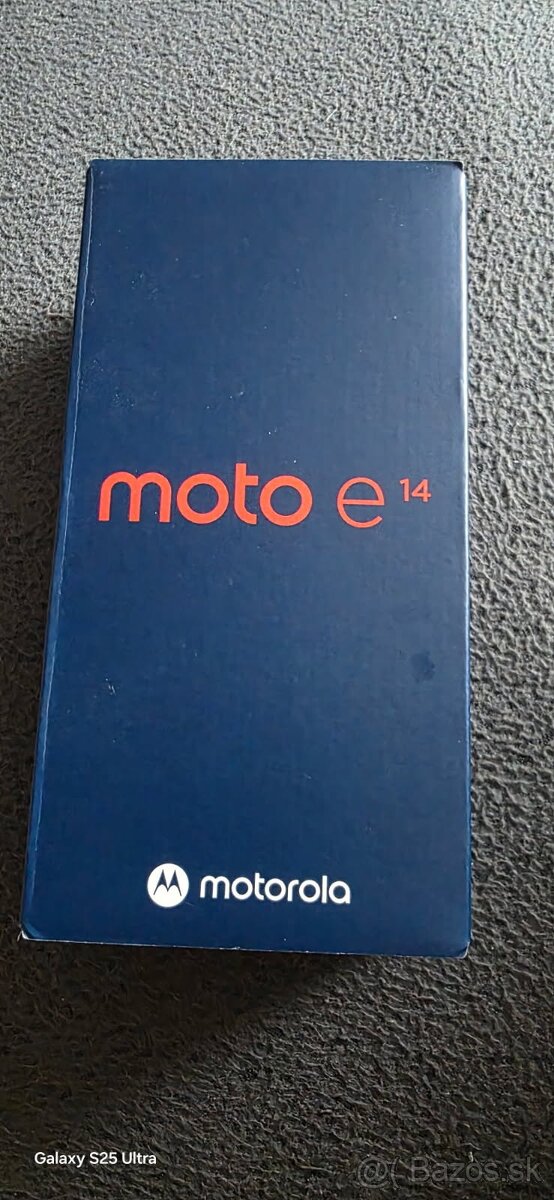 moto e 14
motorola
Galaxy S25 Ultra
Bazos.sk